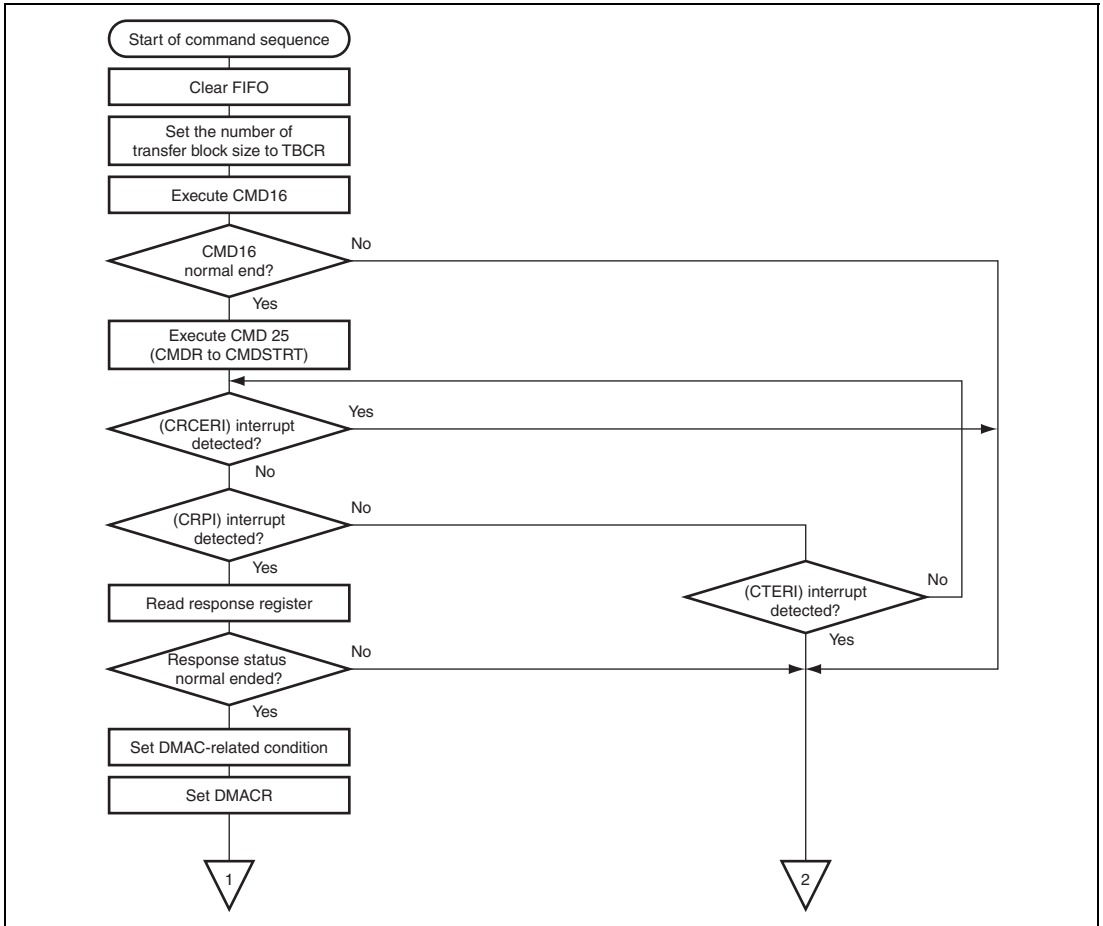 Start of command sequence
Clear FIFO
Set the number of
transfer block size to TBCR
Execute CMD16
CMD16
normal end?
No
Yes
Execute CMD 25
(CMDR to CMDSTRT)
(CRCERI) interrupt
detected?
Yes
No
(CRPI) interrupt
detected?
No
Yes
(CTERI) interrupt
detected?
No
Yes
Read response register
Response status
normal ended?
No
Yes
Set DMAC-related condition
Set DMACR
1
2